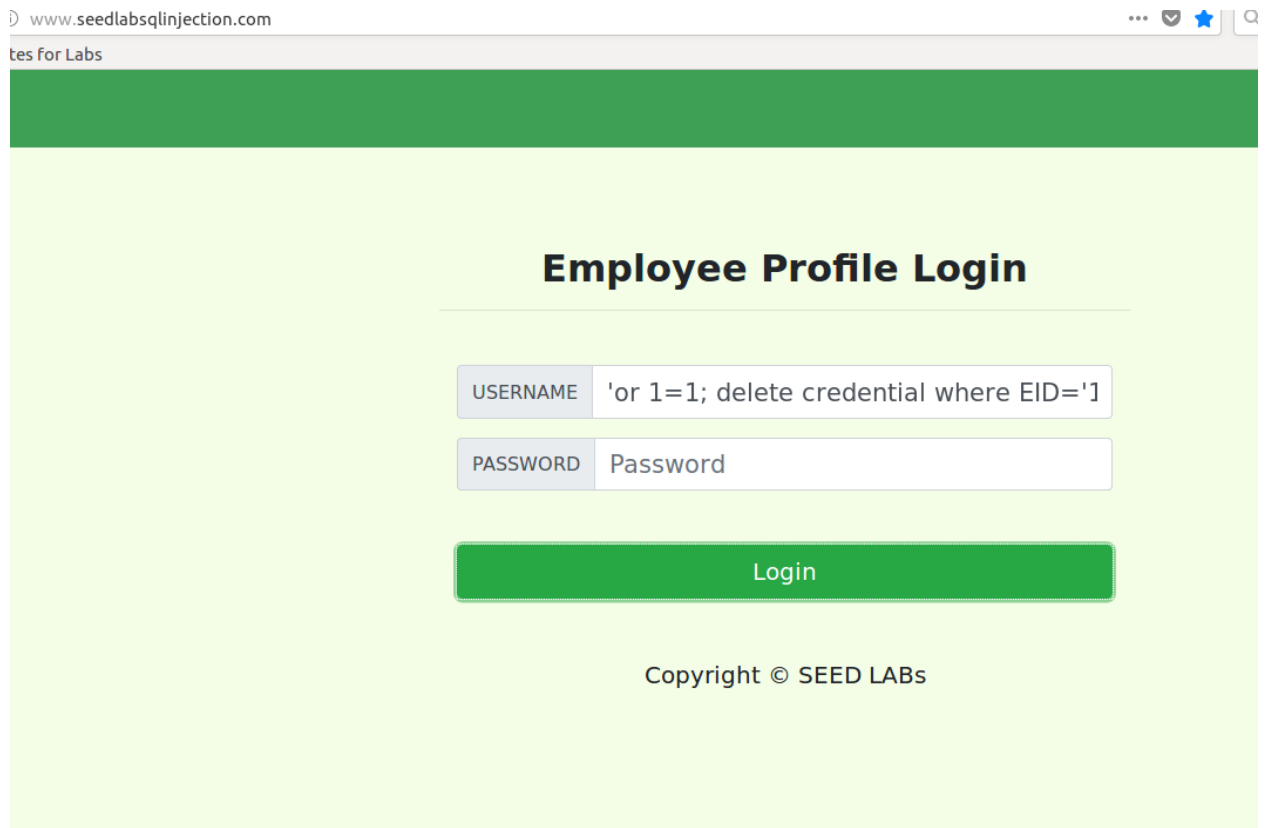 www.seedlabsqlinjection.com
tes for Labs
Employee Profile Login
USERNAME 'or 1=1; delete credential where EID='1
PASSWORD Password
Login
Copyright © SEED LABs